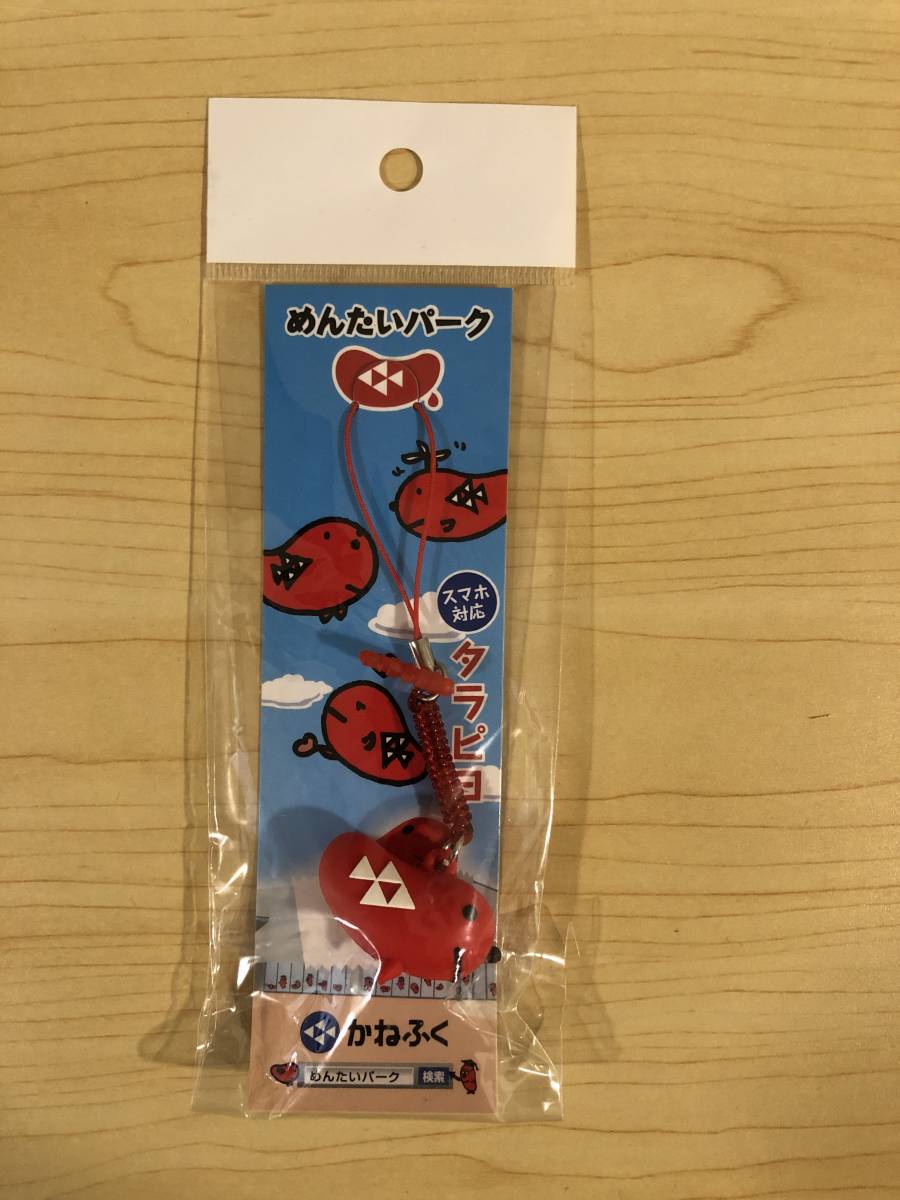 めんたいパーク
スマホ
対応
タラピヨ
かねふく
めんたいパーク 検索